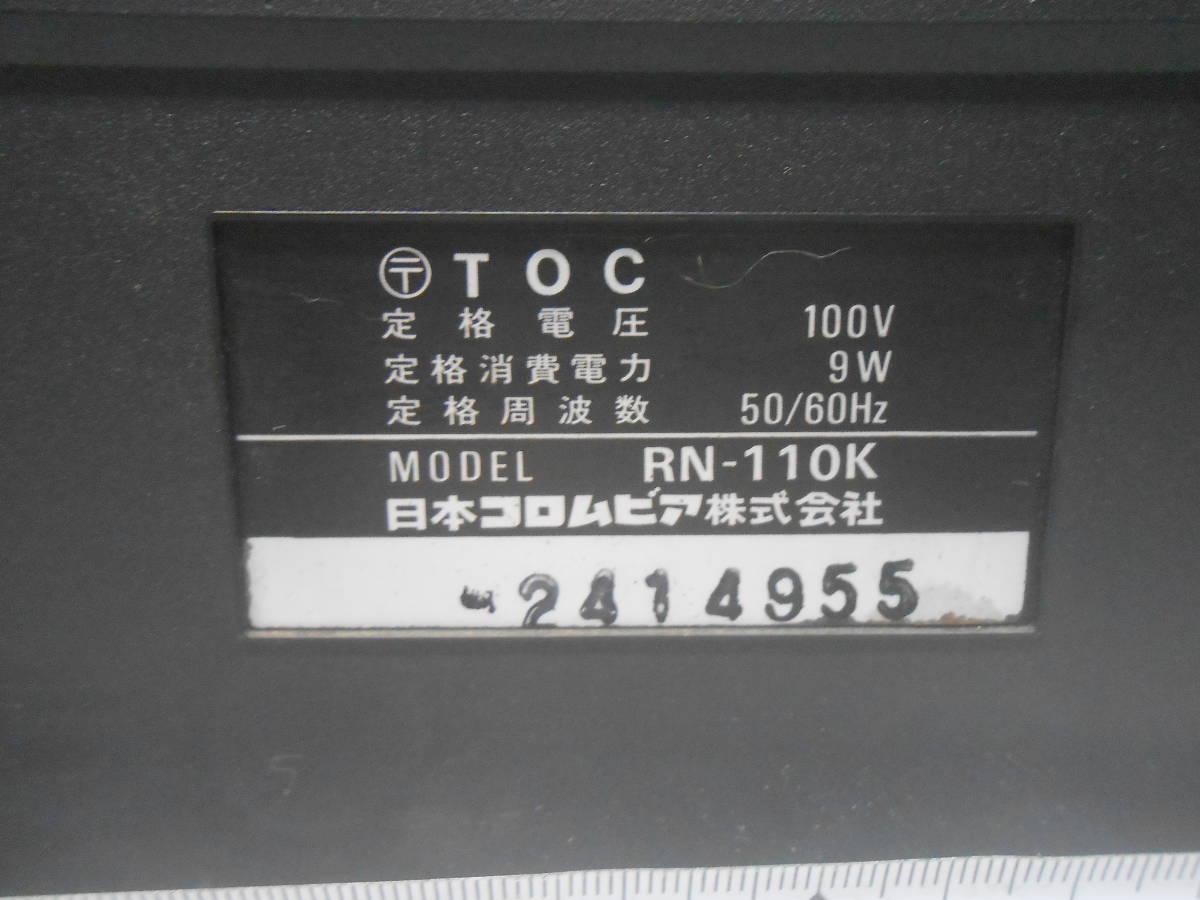 〶 TOC
定格電圧 100V
定格消費電力 9W
定格周波数 50/60Hz
MODEL RN-110K
日本コロムビア株式会社
2414955